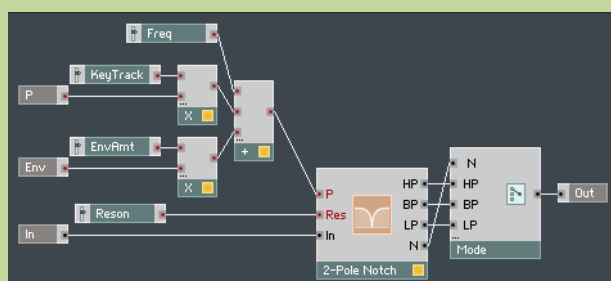 Freq
KeyTrack
P
...
X
EnvAmt
Env
...
X
...
+
Reson
In
P
Res
In
HP
BP
LP
N
2-Pole Notch
N
HP
BP
LP
...
Mode
Out